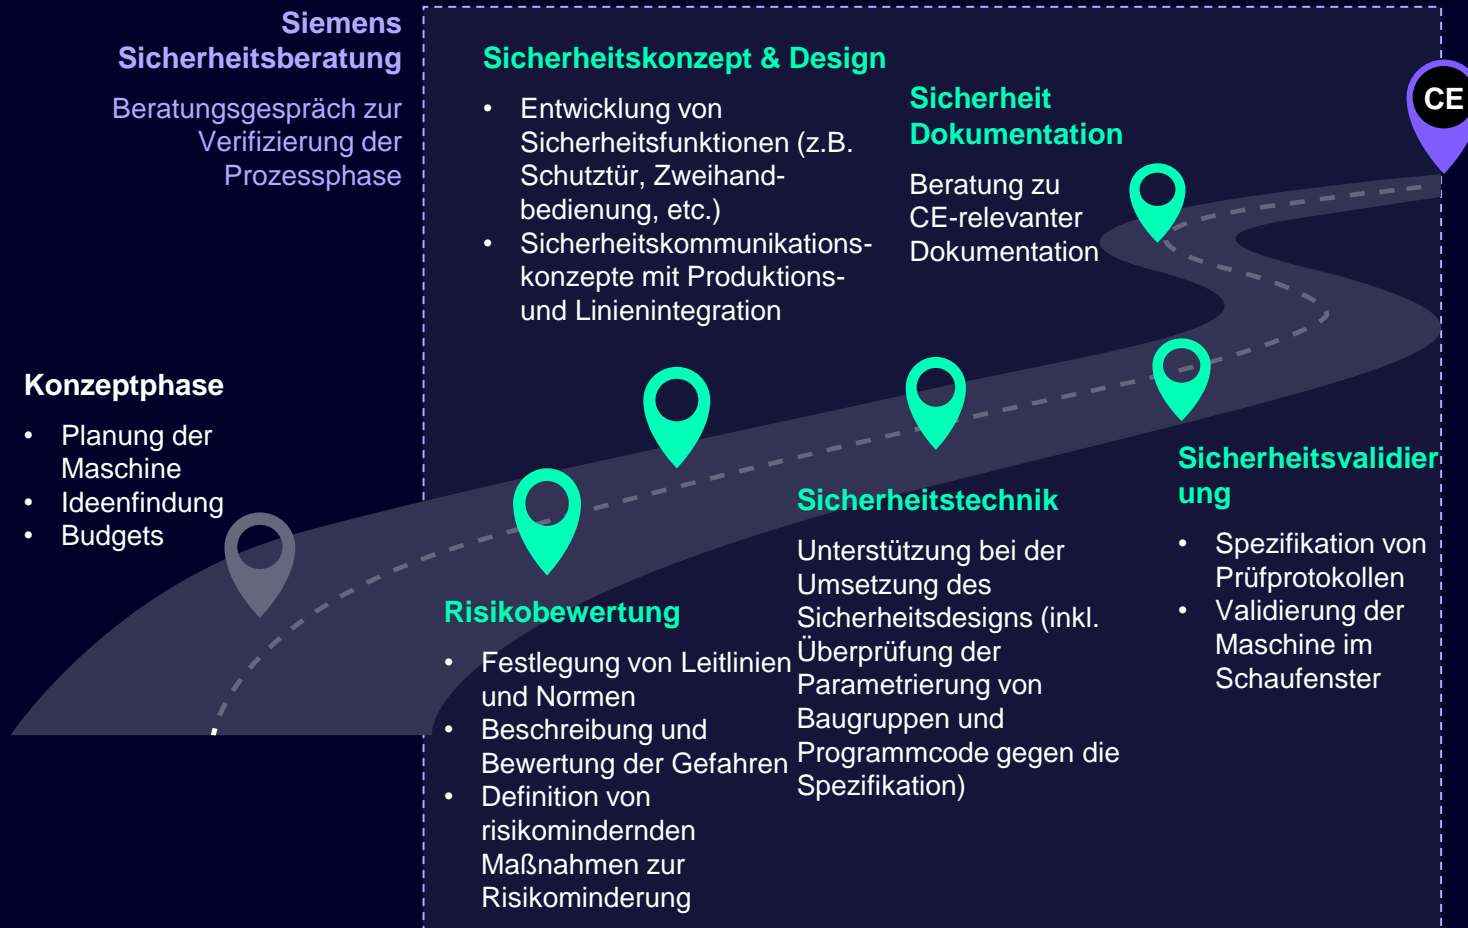 Siemens
Sicherheitsberatung
Beratungsgespräch zur
Verifizierung der
Prozessphase
Sicherheitskonzept & Design
• Entwicklung von
Sicherheitsfunktionen (z.B.
Schutztür, Zweihand-
bedienung, etc.)
• Sicherheitskommunikations-
konzepte mit Produktions-
und Linienintegration
Sicherheit
Dokumentation
Beratung zu
CE-relevanter
Dokumentation
CE
Konzeptphase
• Planung der
Maschine
• Ideenfindung
• Budgets
Risikobewertung
• Festlegung von Leitlinien
und Normen
• Beschreibung und
Bewertung der Gefahren
• Definition von
risikomindernden
Maßnahmen zur
Risikominderung
Sicherheitstechnik
Unterstützung bei der
Umsetzung des
Sicherheitsdesigns (inkl.
Überprüfung der
Parametrierung von
Baugruppen und
Programmcode gegen die
Spezifikation)
Sicherheitsvalidier
ung
• Spezifikation von
Prüfprotokollen
• Validierung der
Maschine im
Schaufenster